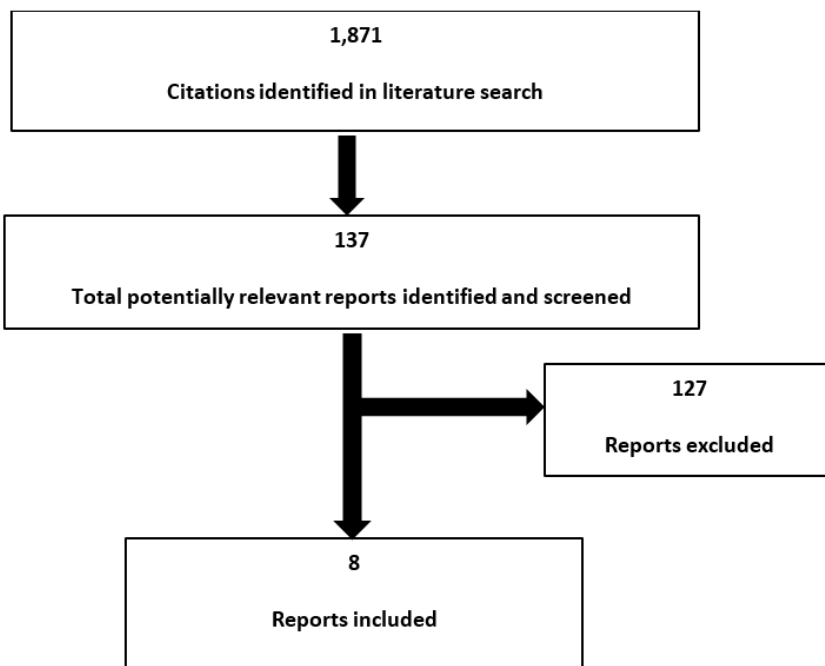 1,871
Citations identified in literature search
137
Total potentially relevant reports identified and screened
127
Reports excluded
8
Reports included